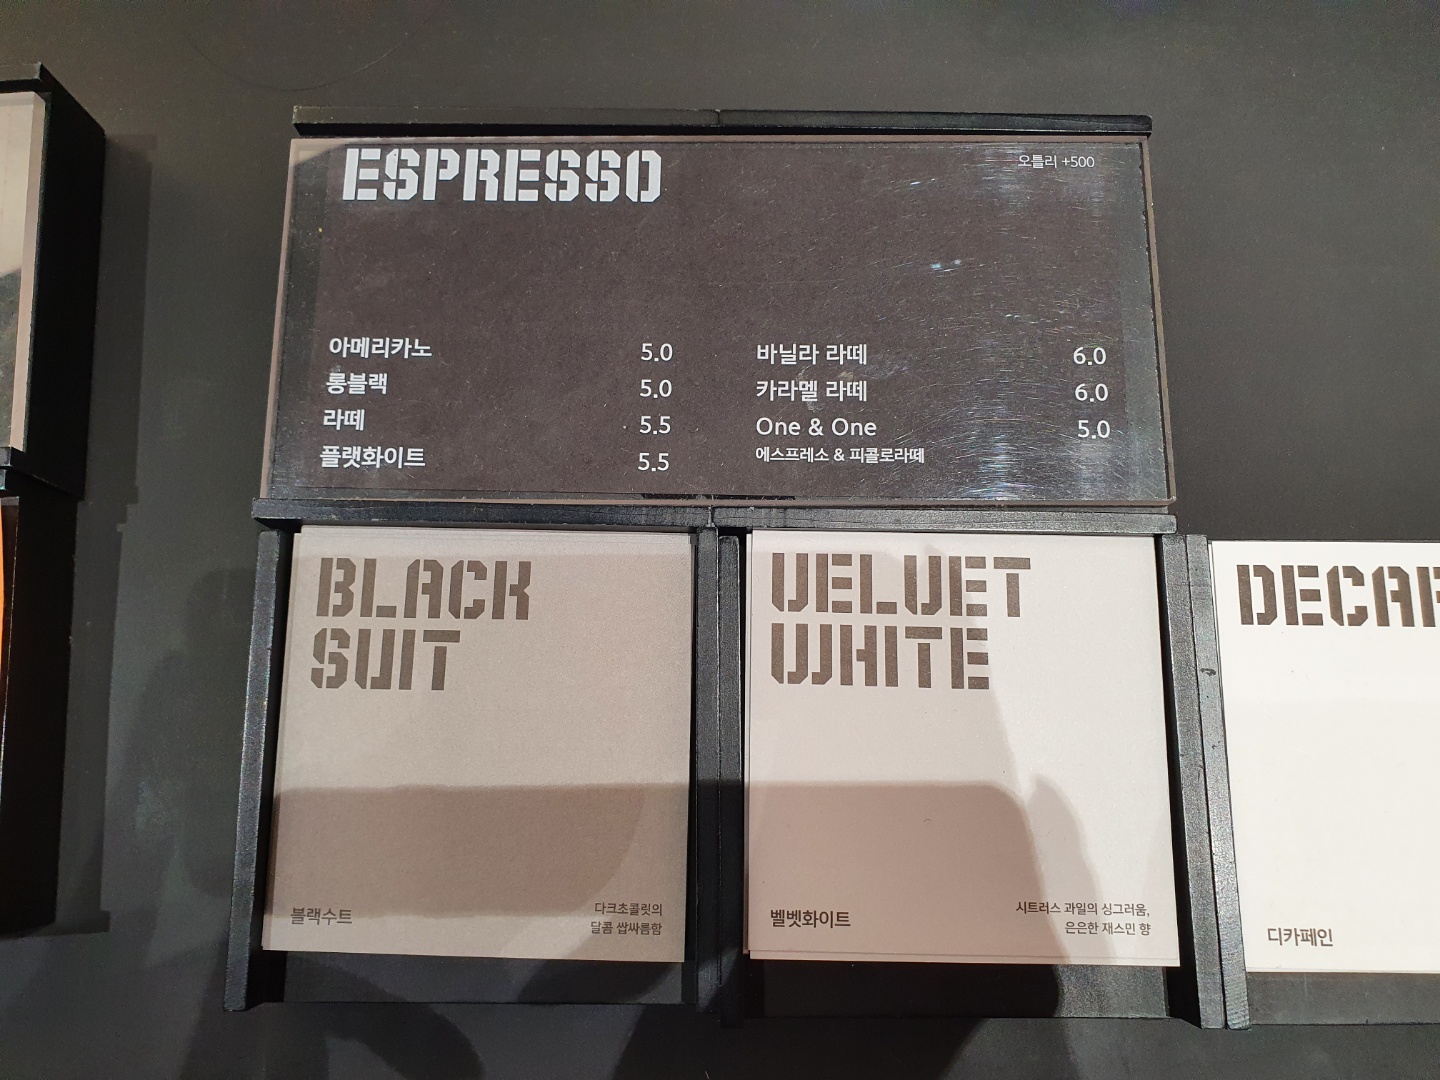 ESPRESSO
오틀리 +500
아메리카노 5.0
롱블랙 5.0
라떼 5.5
플랫화이트 5.5
바닐라 라떼 6.0
카라멜 라떼 6.0
One & One 5.0
에스프레소 & 피콜로라떼
BLACK
SUIT
블랙수트
다크초콜릿의
달콤 쌉싸름함
VELVET
WHITE
벨벳화이트
시트러스 과일의 싱그러움,
은은한 재스민 향
DECAF
디카페인